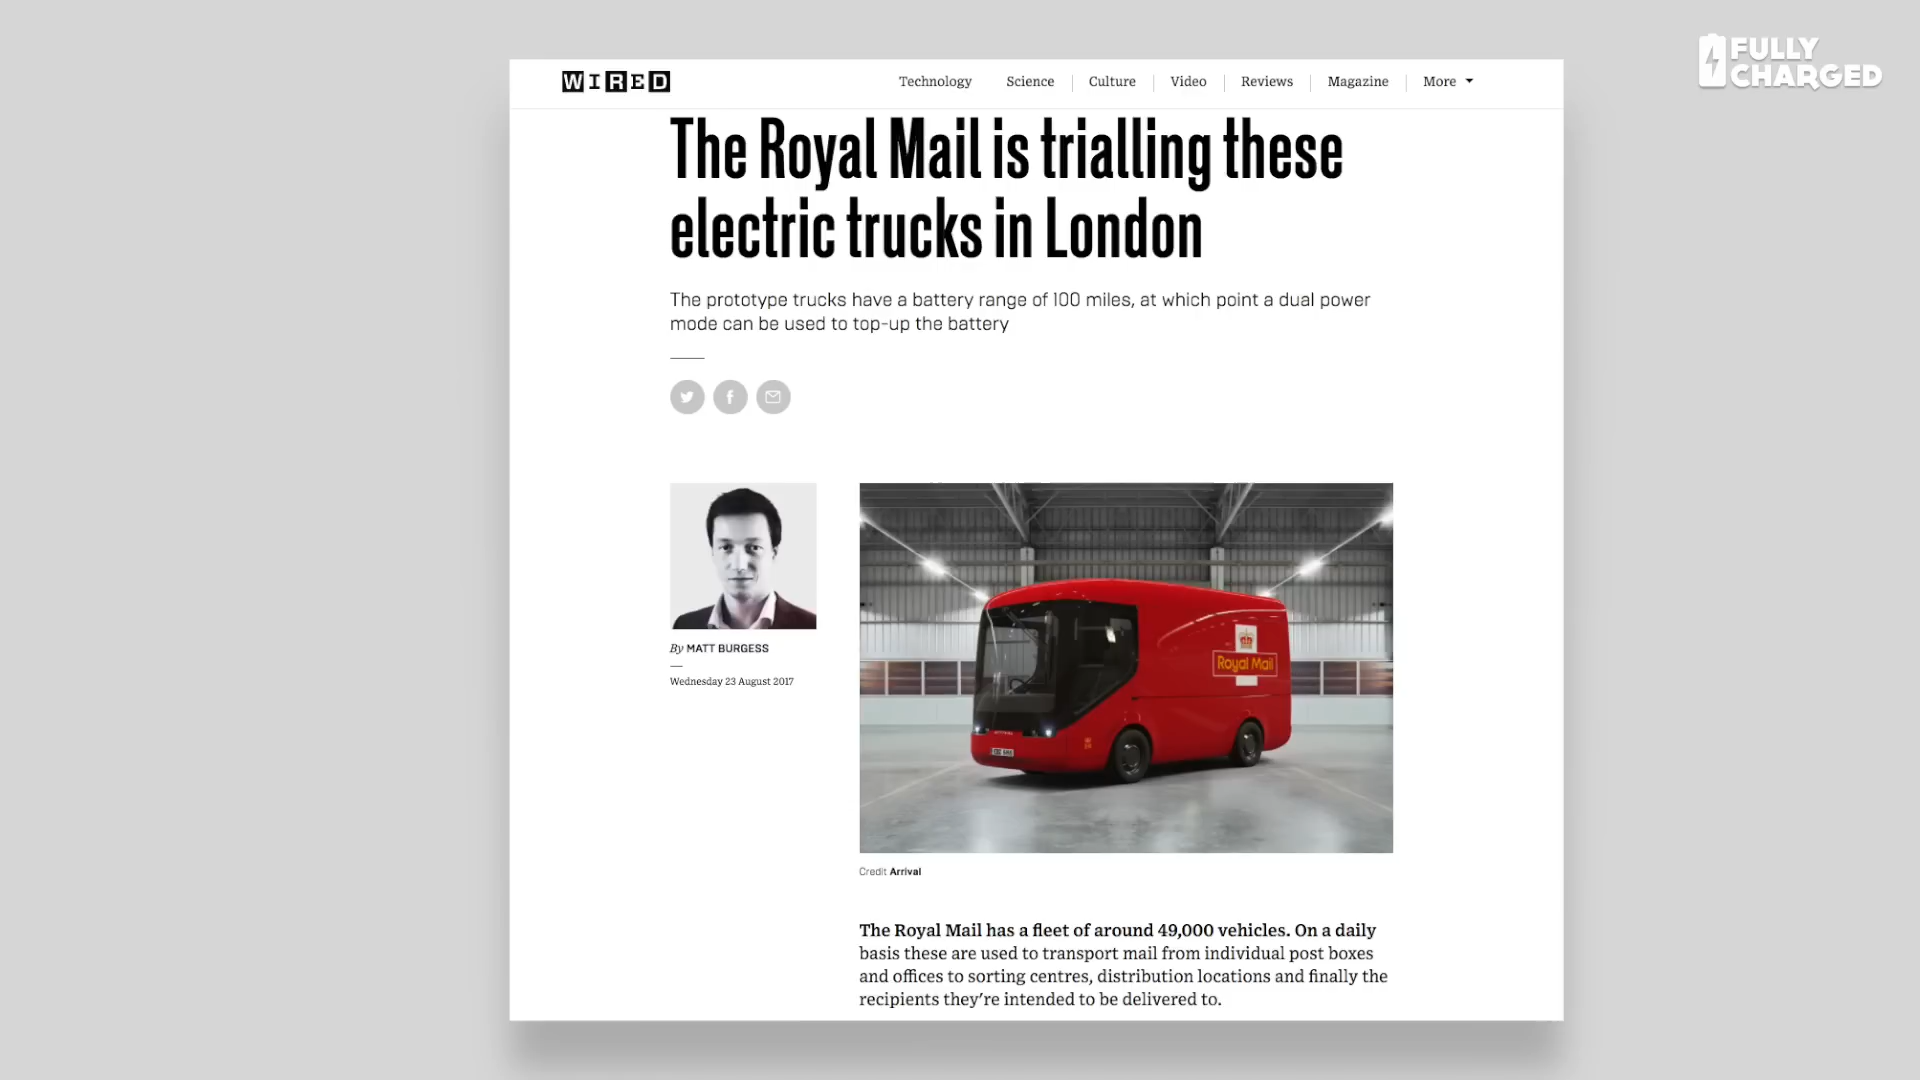 FULLY
CHARGED
WIRED
Technology
Science
Culture
Video
Reviews
Magazine
More
The Royal Mail is trialling these
electric trucks in London
The prototype trucks have a battery range of 100 miles, at which point a dual power
mode can be used to top-up the battery
By MATT BURGESS
Wednesday 23 August 2017
Royal Mail
Credit Arrival
The Royal Mail has a fleet of around 49,000 vehicles. On a daily
basis these are used to transport mail from individual post boxes
and offices to sorting centres, distribution locations and finally the
recipients they're intended to be delivered to.